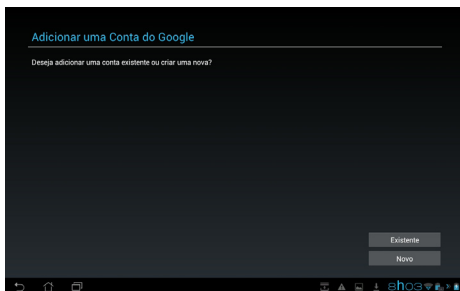 Adicionar uma Conta do Google
Deseja adicionar uma conta existente ou criar uma nova?
Existente
Novo
8h03